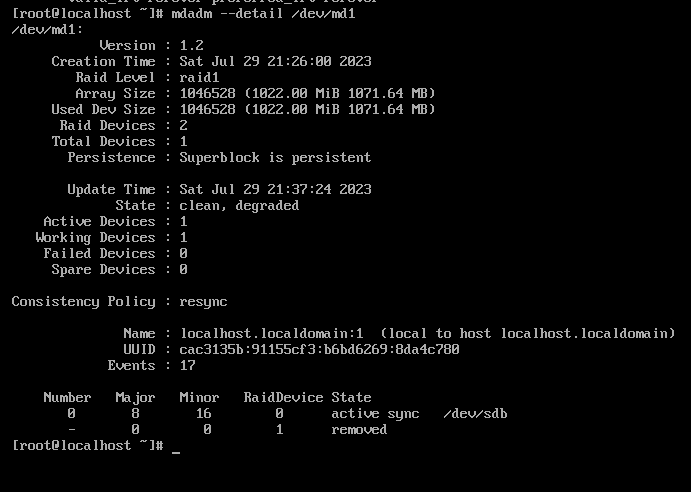 [root@localhost ~]# mdadm --detail /dev/md1
/dev/md1:
Version : 1.2
Creation Time : Sat Jul 29 21:26:00 2023
Raid Level : raid1
Array Size : 1046528 (1022.00 MiB 1071.64 MB)
Used Dev Size : 1046528 (1022.00 MiB 1071.64 MB)
Raid Devices : 2
Total Devices : 1
Persistence : Superblock is persistent
Update Time : Sat Jul 29 21:37:24 2023
State : clean, degraded
Active Devices : 1
Working Devices : 1
Failed Devices : 0
Spare Devices : 0
Consistency Policy : resync
Name : localhost.localdomain:1  (local to host localhost.localdomain)
UUID : cac3135b:91155cf3:b6bd6269:8da4c780
Events : 17
Number   Major   Minor   RaidDevice State
0       8       16        0      active sync   /dev/sdb
-       0        0        1      removed
[root@localhost ~]# _